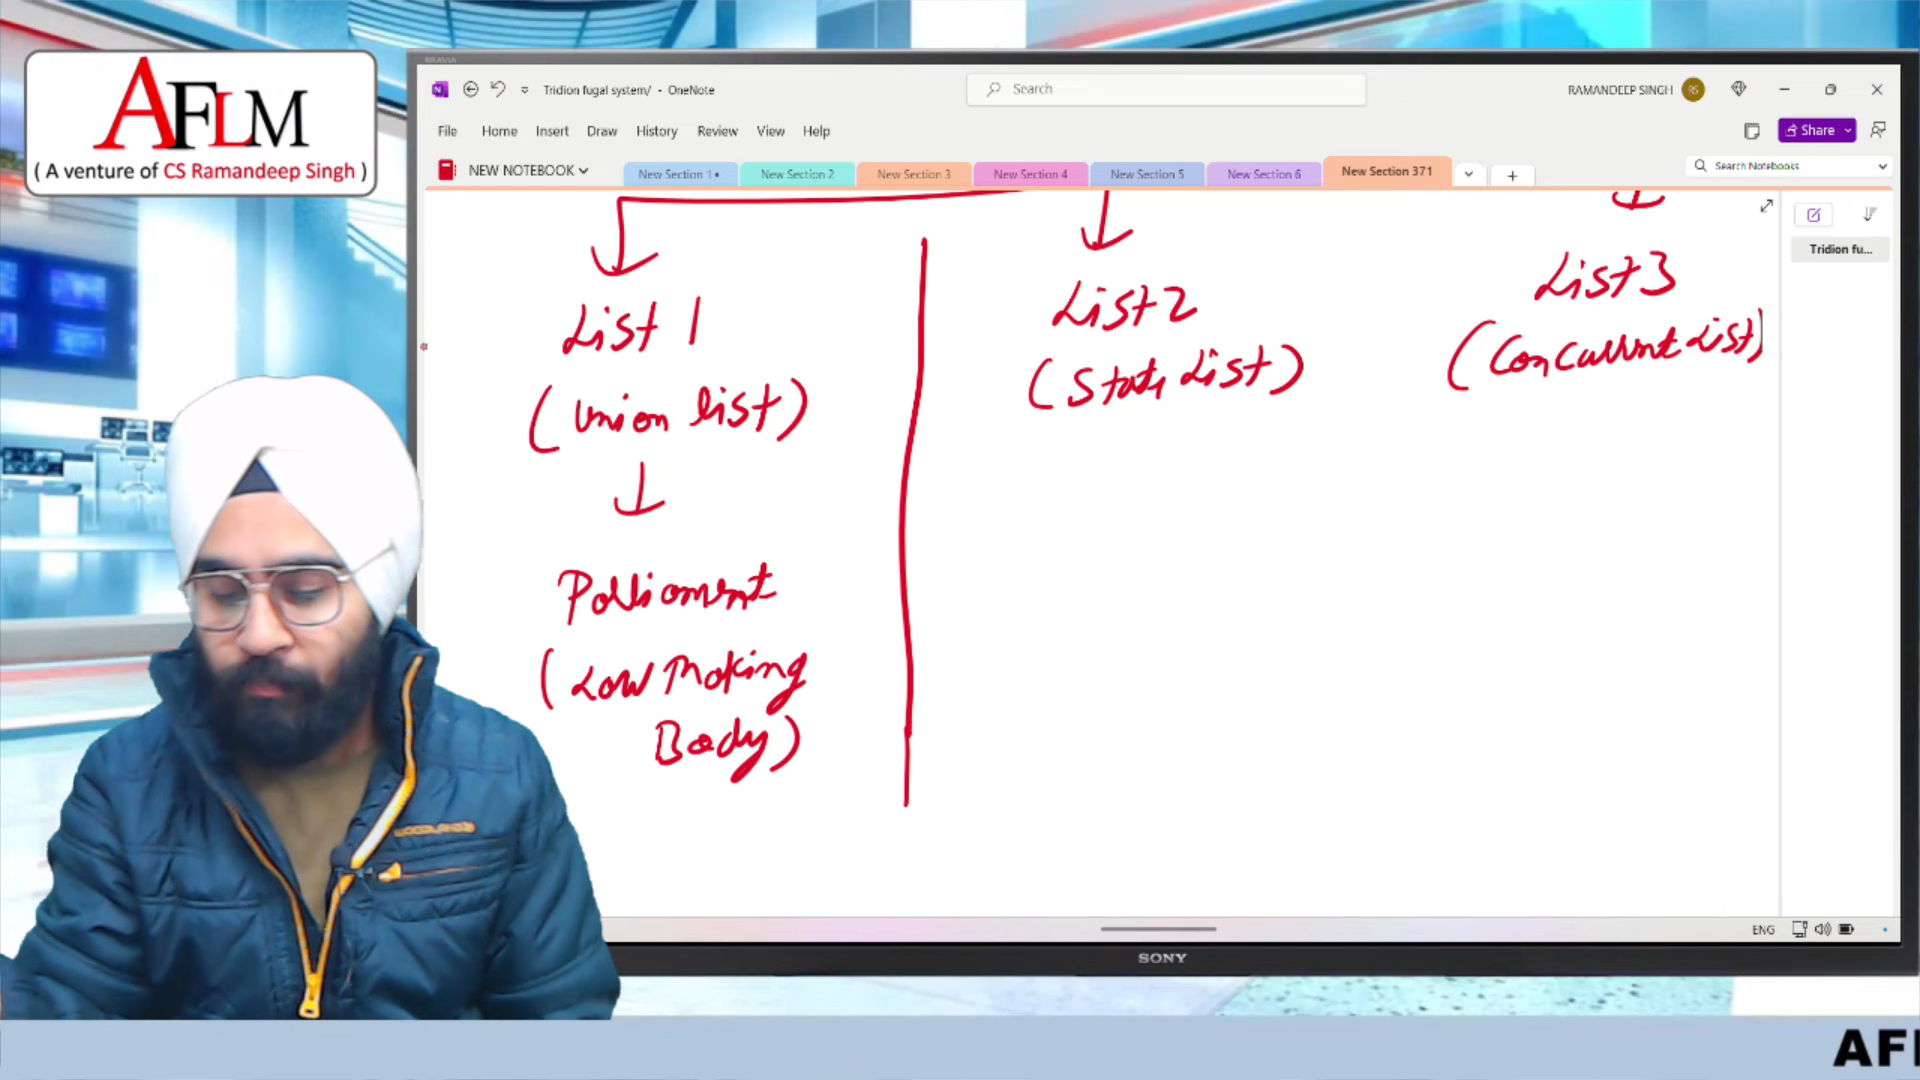 AFLM
( A venture of CS Ramandeep Singh )
BRAVIA
Tridion fugal system/ - OneNote
Search
RAMANDEEP SINGH
RS
File
Home
Insert
Draw
History
Review
View
Help
Share
NEW NOTEBOOK
New Section 1
New Section 2
New Section 3
New Section 4
New Section 5
New Section 6
New Section 371
Search Notebooks
Tridion fu...
List 1
(Union list)
Parliament
(Law Making
Body)
List 2
(State List)
List 3
(Concurrent List)
ENG
SONY
AFL